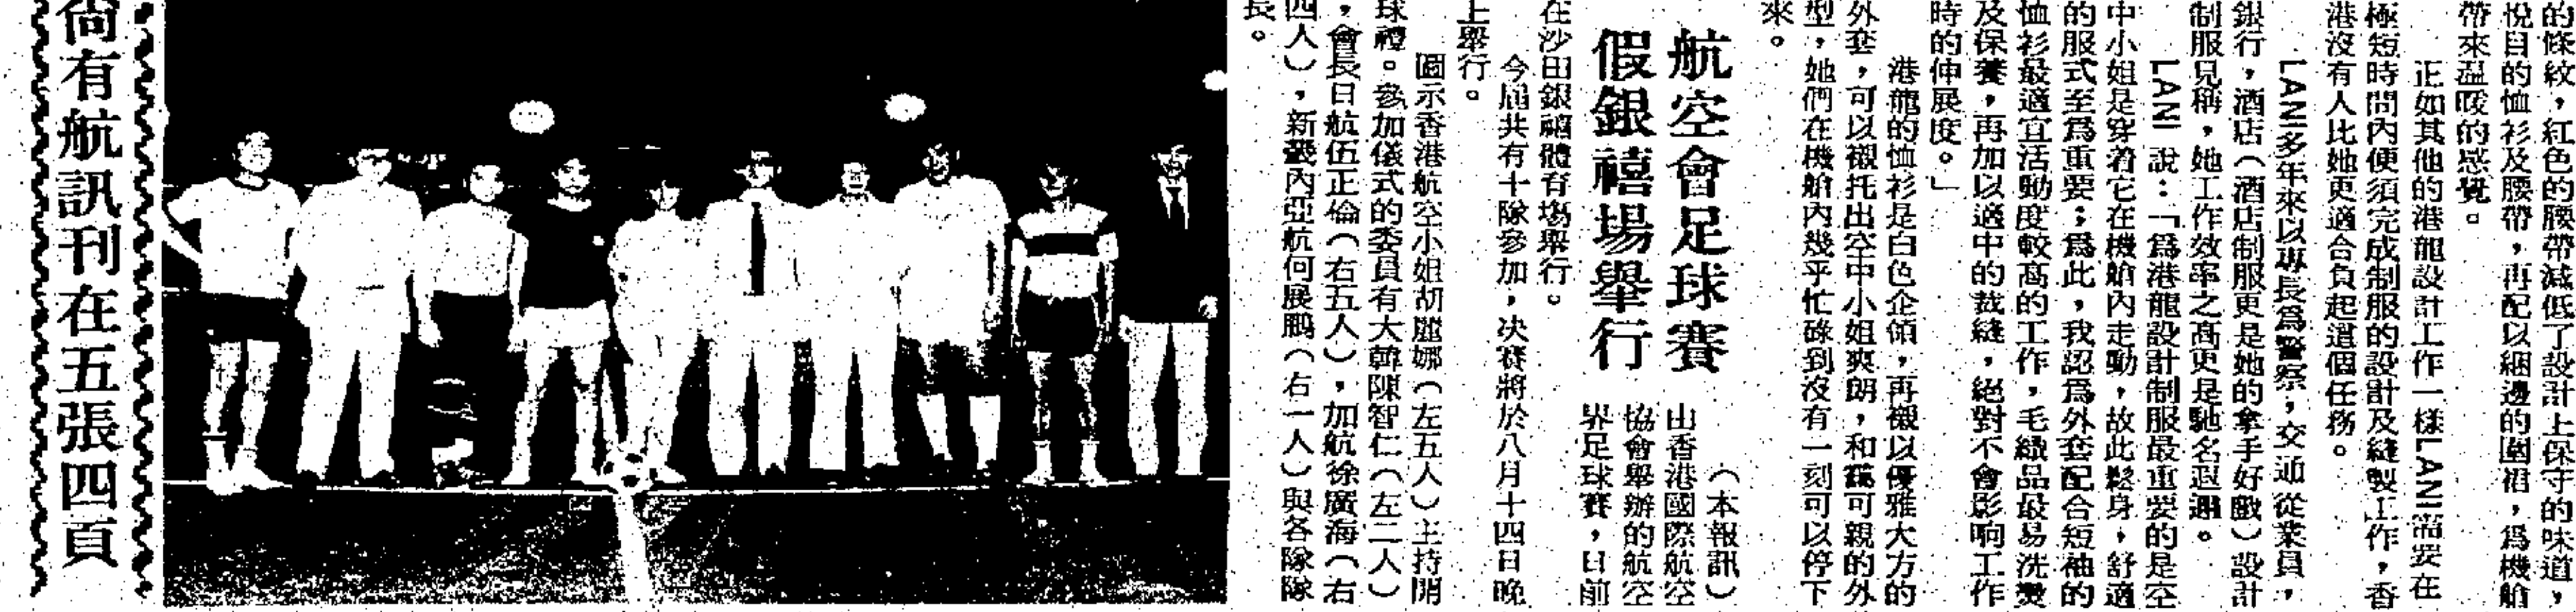 的條紋，紅色的腰帶減低了設計上保守的味道，
悅目的恤衫及腰帶，再配以綑邊的圍裙，爲機艙
帶來溫暖的感覺。
正如其他的港龍設計工作一樣LANI需要在
極短時間內便須完成制服的設計及縫製工作，香
港沒有人比她更適合負起這個任務。
LANI多年來以專長爲警察，交通從業員，
銀行，酒店（酒店制服更是她的拿手好戲）設計
制服見稱，她工作效率之高更是馳名遐邇。
LANI說：「爲港龍設計制服最重要的是空
中小姐是穿着它在機艙內走動，故此鬆身，舒適
的服式至爲重要；爲此，我認爲外套配合短袖的
恤衫最適宜活動度較高的工作，毛織品最易洗燙
及保養，再加以適中的裁縫，絕對不會影响工作
時的伸展度。」
港龍的恤衫是白色企領，再襯以優雅大方的
外套，可以襯托出空中小姐爽朗，和藹可親的外
型，她們在機艙內幾乎忙碌到沒有一刻可以停下
來。
航空會足球賽
假銀禧場舉行
（本報訊）
由香港國際航空
協會舉辦的航空
界足球賽，日前
在沙田銀禧體育塲舉行。
今屆共有十隊參加，决賽將於八月十四日晚
上舉行。
圖示香港航空小姐胡麗娜（左五人）主持開
球禮。參加儀式的委員有大韓陳智仁（左二人）
，會長日航伍正倫（右五人），加航徐廣海（右
四人），新畿內亞航何展鵬（右一人）與各隊隊
長。
尙有航訊刊在五張四頁